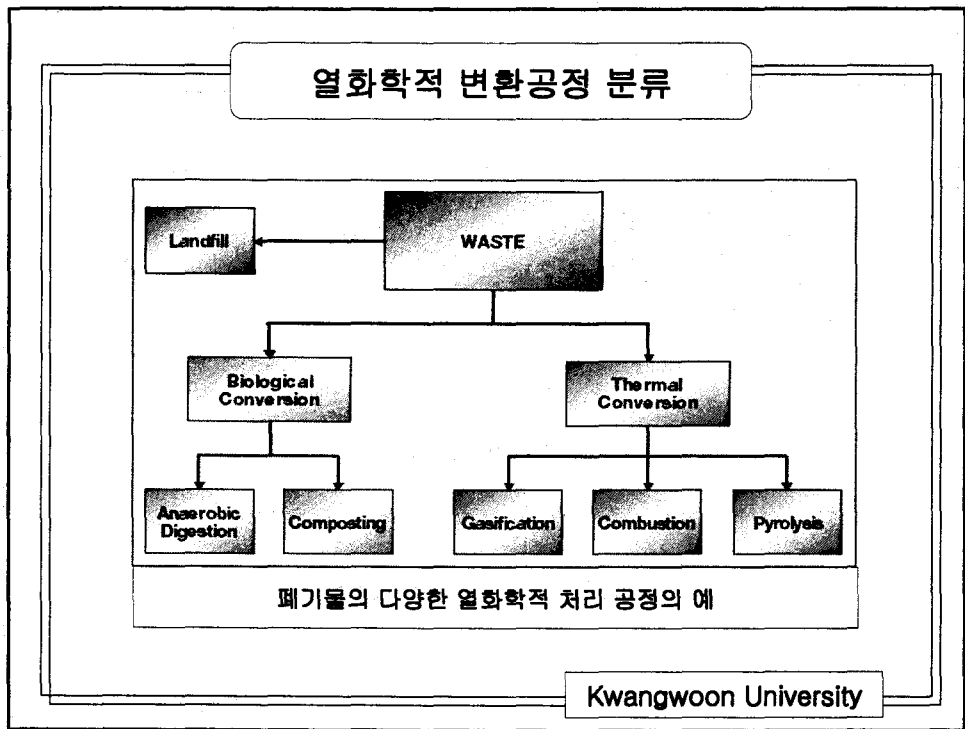 열화학적 변환공정 분류
Landfill
WASTE
Biological
Conversion
Thermal
Conversion
Anaerobic
Digestion
Composting
Gasification
Combustion
Pyrolysis
폐기물의 다양한 열화학적 처리 공정의 예
Kwangwoon University